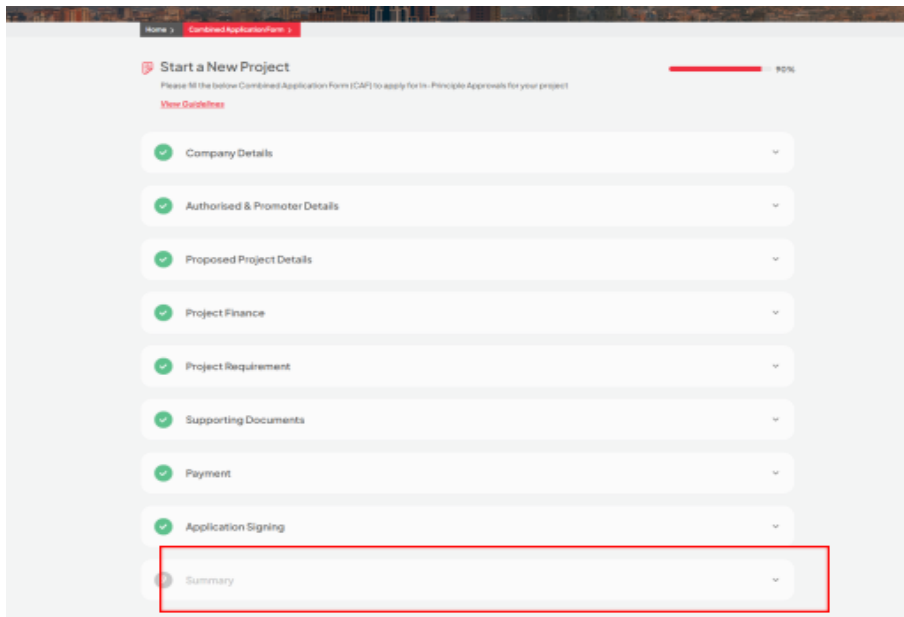 Home > Combined Application Form >
Start a New Project
90%
Please fill the below Combined Application Form (CAF) to apply for In-Principle Approvals for your project
View Guidelines
Company Details
Authorised & Promoter Details
Proposed Project Details
Project Finance
Project Requirement
Supporting Documents
Payment
Application Signing
Summary